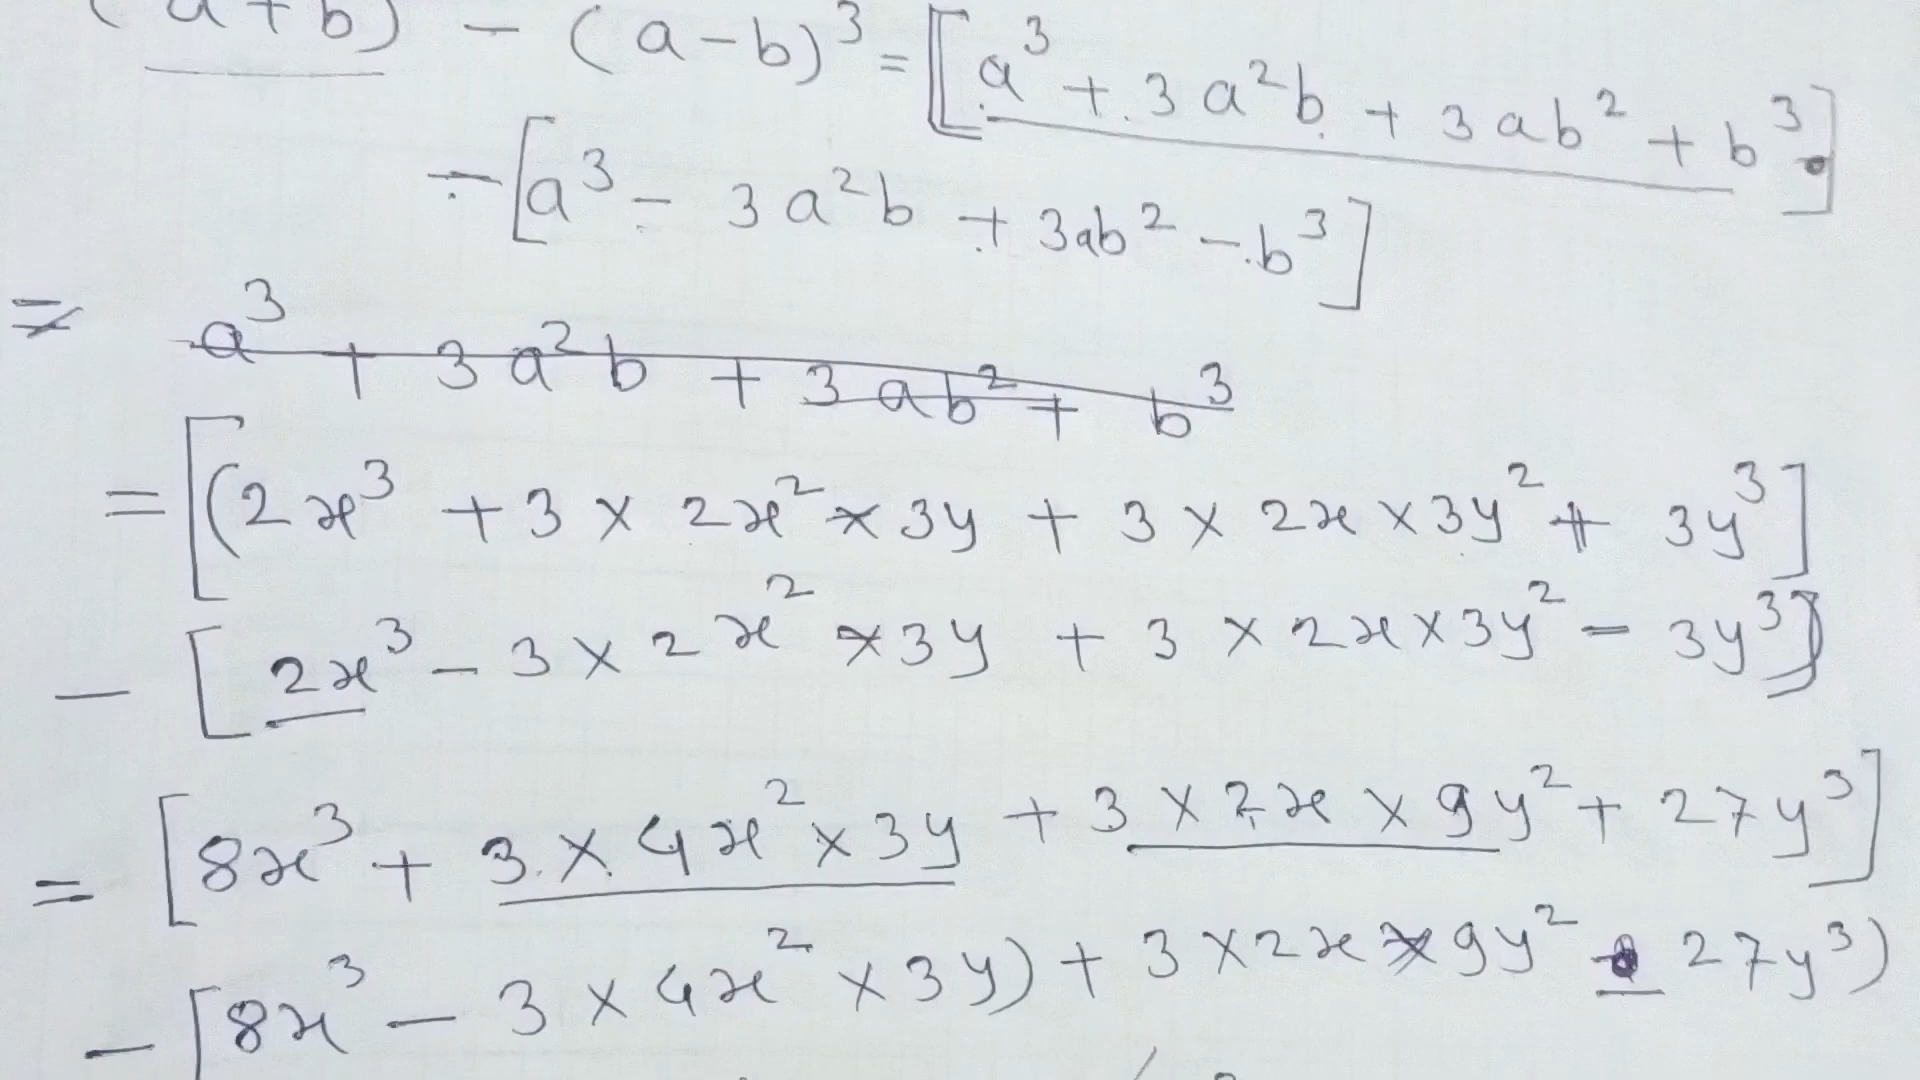 (a+b) - (a-b)³ = [a³ + 3a²b + 3ab² + b³]
- [a³ - 3a²b + 3ab² - b³]
= a³ + 3a²b + 3ab² + b³
= [(2x³ + 3 × 2x² × 3y + 3 × 2x × 3y² + 3y³]
- [2x³ - 3 × 2x² × 3y + 3 × 2x × 3y² - 3y³]
= [8x³ + 3 × 4x² × 3y + 3 × 2x × 9y² + 27y³]
- [8x³ - 3 × 4x² × 3y) + 3 × 2x × 9y² - 27y³)